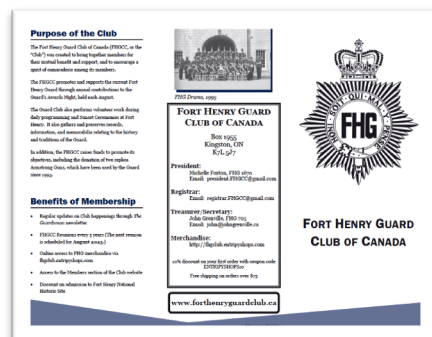 Purpose of the Club
The Fort Henry Guard Club of Canada (FHGCC, or the
"Club") was created to bring together members for
their mutual benefit and support, and to encourage a
spirit of camaraderie among its members.
The FHGCC promotes and supports the current Fort
Henry Guard through annual contributions to the
Guard's Awards Night, held each August.
The Guard Club also performs volunteer work during
daily programming and Sunset Ceremonies at Fort
Henry. It also gathers and preserves records,
information, and memorabilia relating to the history
and traditions of the Guard.
In addition, the FHGCC raises funds to promote its
objectives, including the donation of two replica
Armstrong Guns, which have been used by the Guard
since 1993.
Benefits of Membership
• Regular updates on Club happenings through The
Guardsman newsletter
• FHGCC Reunions every 5 years (The next reunion
is scheduled for August 2023.)
• Online access to FHG merchandise via
fhgclub.entripyshops.com
• Access to the Members section of the Club website
• Discount on admission to Fort Henry National
Historic Site
FHG Drums, 1995
FORT HENRY GUARD
CLUB OF CANADA
Box 1955
Kingston, ON
K7L 5J7
President:
Email: president.FHGCC@gmail.com
Registrar:
Email: registrar.FHGCC@gmail.com
Treasurer/Secretary:
John Grenville, FHG 705
Email: john@johngrenville.ca
Merchandise:
http://fhgclub.entripyshops.com
10% discount on your first order with coupon code
Free shipping on orders over $75
www.forthenryguardclub.ca
HONI SOIT QUI MAL Y PENSE
FHG
FORT HENRY GUARD
CLUB OF CANADA